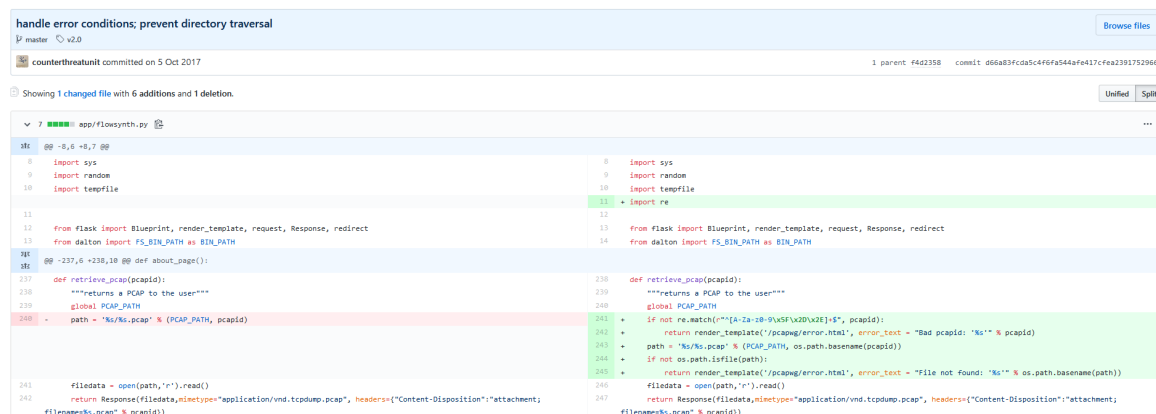 handle error conditions; prevent directory traversal
Browse files
master v2.0
counterthreatunit committed on 5 Oct 2017
1 parent f4d2358 commit d66a83fcda5c4f6fa544afe417cfea2391752966
Showing 1 changed file with 6 additions and 1 deletion.
Unified Split
7 app/flowsynth.py
@@ -8,6 +8,7 @@
8 import sys
9 import random
10 import tempfile
11
12 from flask import Blueprint, render_template, request, Response, redirect
13 from dalton import FS_BIN_PATH as BIN_PATH
@@ -237,6 +238,10 @@ def about_page():
237 def retrieve_pcap(pcapid):
238 """returns a PCAP to the user"""
239 global PCAP_PATH
240 - path = '%s/%s.pcap' % (PCAP_PATH, pcapid)
241 filedata = open(path,'r').read()
242 return Response(filedata,mimetype="application/vnd.tcpdump.pcap", headers={"Content-Disposition":"attachment;
filename=%s.pcap" % pcapid})
8 import sys
9 import random
10 import tempfile
11 + import re
12
13 from flask import Blueprint, render_template, request, Response, redirect
14 from dalton import FS_BIN_PATH as BIN_PATH
238 def retrieve_pcap(pcapid):
239 """returns a PCAP to the user"""
240 global PCAP_PATH
241 + if not re.match(r"^[A-Za-z0-9\x5F\x2D\x2E]+$", pcapid):
242 + return render_template('/pcapwg/error.html', error_text = "Bad pcapid: '%s'" % pcapid)
243 + path = '%s/%s.pcap' % (PCAP_PATH, os.path.basename(pcapid))
244 + if not os.path.isfile(path):
245 + return render_template('/pcapwg/error.html', error_text = "File not found: '%s'" % os.path.basename(path))
246 filedata = open(path,'r').read()
247 return Response(filedata,mimetype="application/vnd.tcpdump.pcap", headers={"Content-Disposition":"attachment;
filename=%s.pcap" % pcapid})